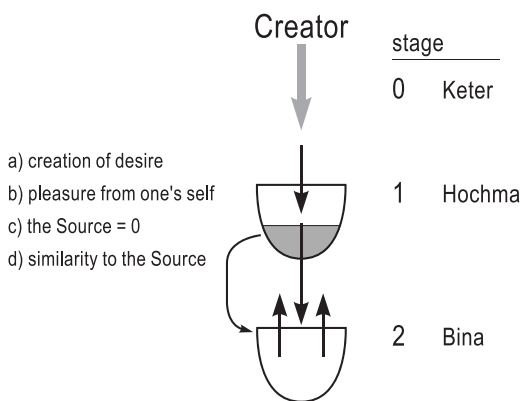 Creator
stage
0 Keter
a) creation of desire
b) pleasure from one's self
c) the Source = 0
d) similarity to the Source
1 Hochma
2 Bina